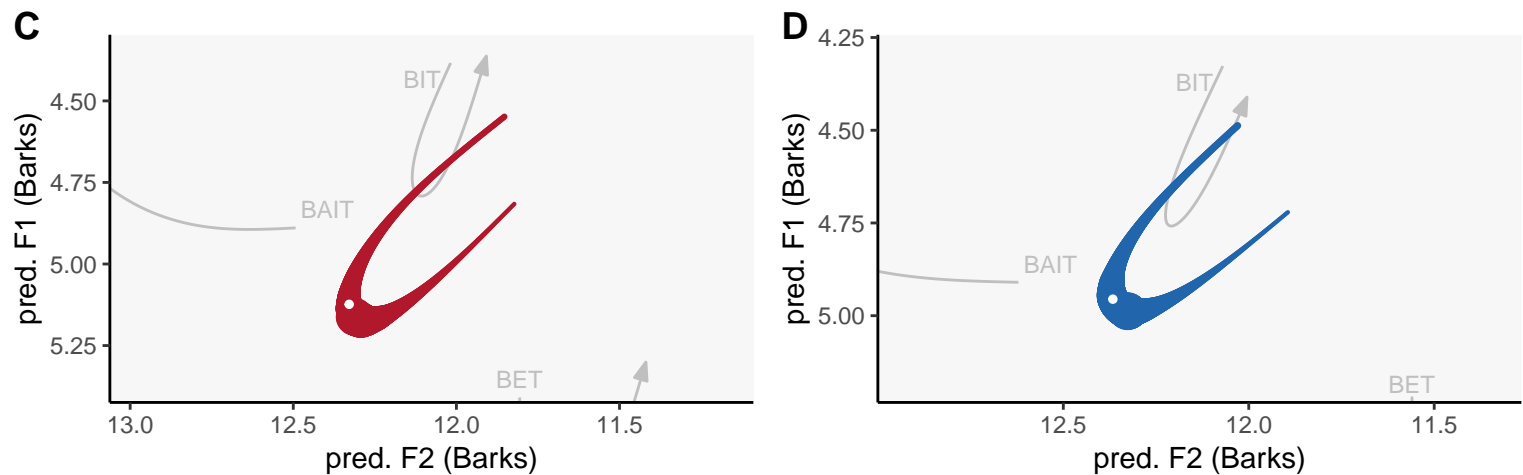 C
pred. F1 (Barks)
4.50
4.75
5.00
5.25
BIT
BAIT
BET
13.0 12.5 12.0 11.5
pred. F2 (Barks)
D
pred. F1 (Barks)
4.25
4.50
4.75
5.00
BIT
BAIT
BET
12.5 12.0 11.5
pred. F2 (Barks)